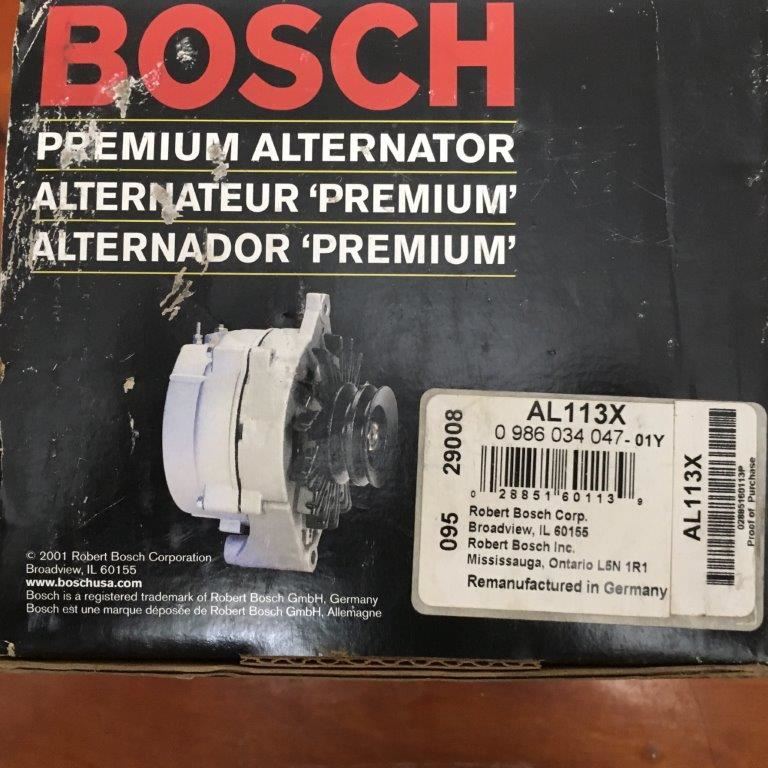 BOSCH
PREMIUM ALTERNATOR
ALTERNATEUR ‘PREMIUM’
ALTERNADOR ‘PREMIUM’
© 2001 Robert Bosch Corporation
Broadview, IL 60155
www.boschusa.com
Bosch is a registered trademark of Robert Bosch GmbH, Germany
Bosch est une marque déposée de Robert Bosch GmbH, Allemagne
095 29008
AL113X
0 986 034 047-01Y
0 28851 60113 9
Robert Bosch Corp.
Broadview, IL 60155
Robert Bosch Inc.
Mississauga, Ontario L5N 1R1
Remanufactured in Germany
AL113X
02885160113P
Proof of Purchase